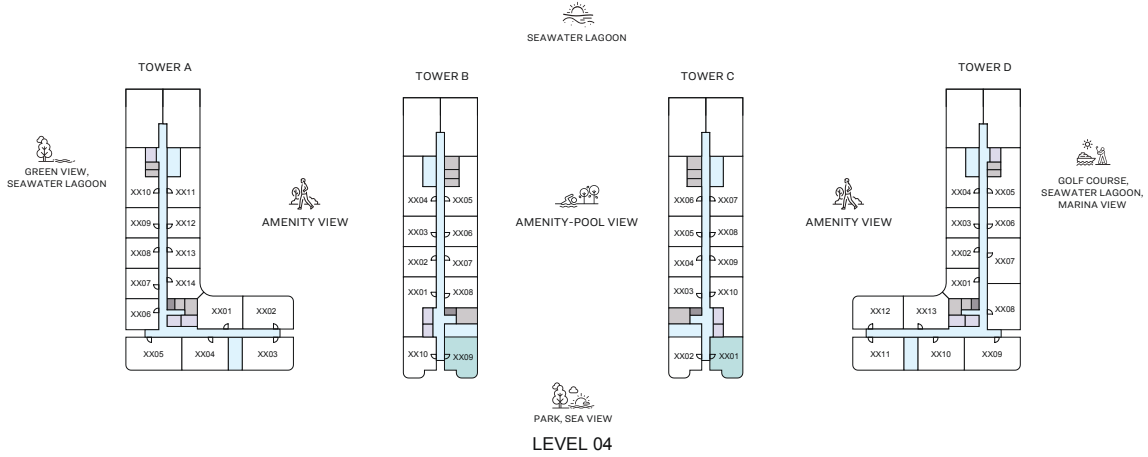 SEAWATER LAGOON
TOWER A
TOWER B
TOWER C
TOWER D
GREEN VIEW,
SEAWATER LAGOON
AMENITY VIEW
AMENITY-POOL VIEW
AMENITY VIEW
GOLF COURSE,
SEAWATER LAGOON,
MARINA VIEW
XX10 XX11
XX09 XX12
XX08 XX13
XX07 XX14
XX06 XX01 XX02
XX05 XX04 XX03
XX04 XX05
XX03 XX06
XX02 XX07
XX01 XX08
XX10 XX09
XX06 XX07
XX05 XX08
XX04 XX09
XX03 XX10
XX02 XX01
XX04 XX05
XX03 XX06
XX02 XX07
XX01
XX12 XX13 XX08
XX11 XX10 XX09
PARK, SEA VIEW
LEVEL 04